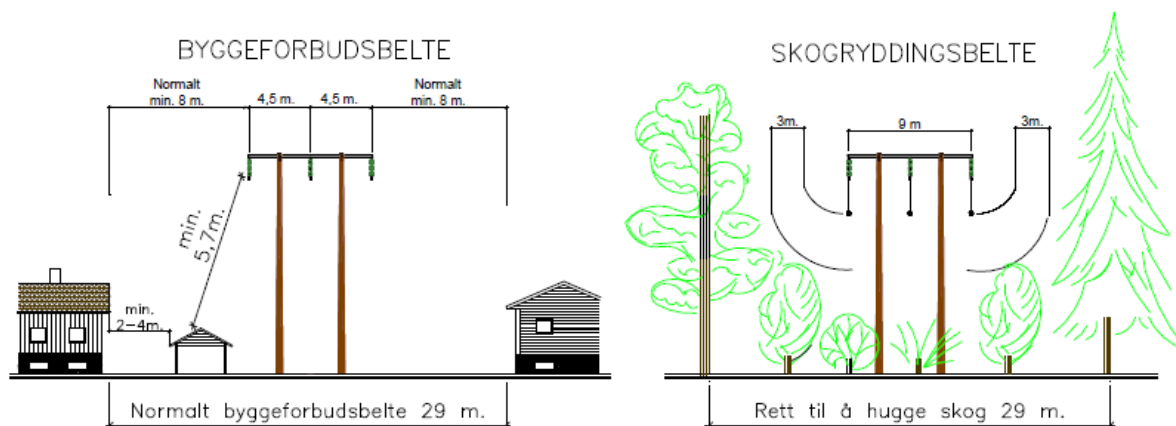 BYGGEFORBUDSBELTE
Normalt
min. 8 m.
4,5 m.
4,5 m.
Normalt
min. 8 m.
min.
5,7m.
min.
2-4m.
Normalt byggeforbudsbelte 29 m.
SKOGRYDDINGSBELTE
3m.
9 m
3m.
Rett til å hugge skog 29 m.